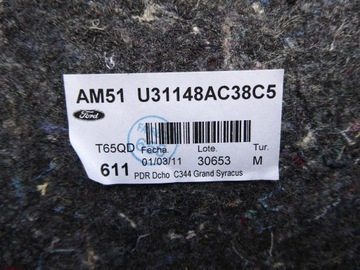 AM51 U31148AC38C5
Ford
T65QD Fecha. Lote. Tur.
611 01/03/11 30653 M
PDR Dcho C344 Grand Syracus